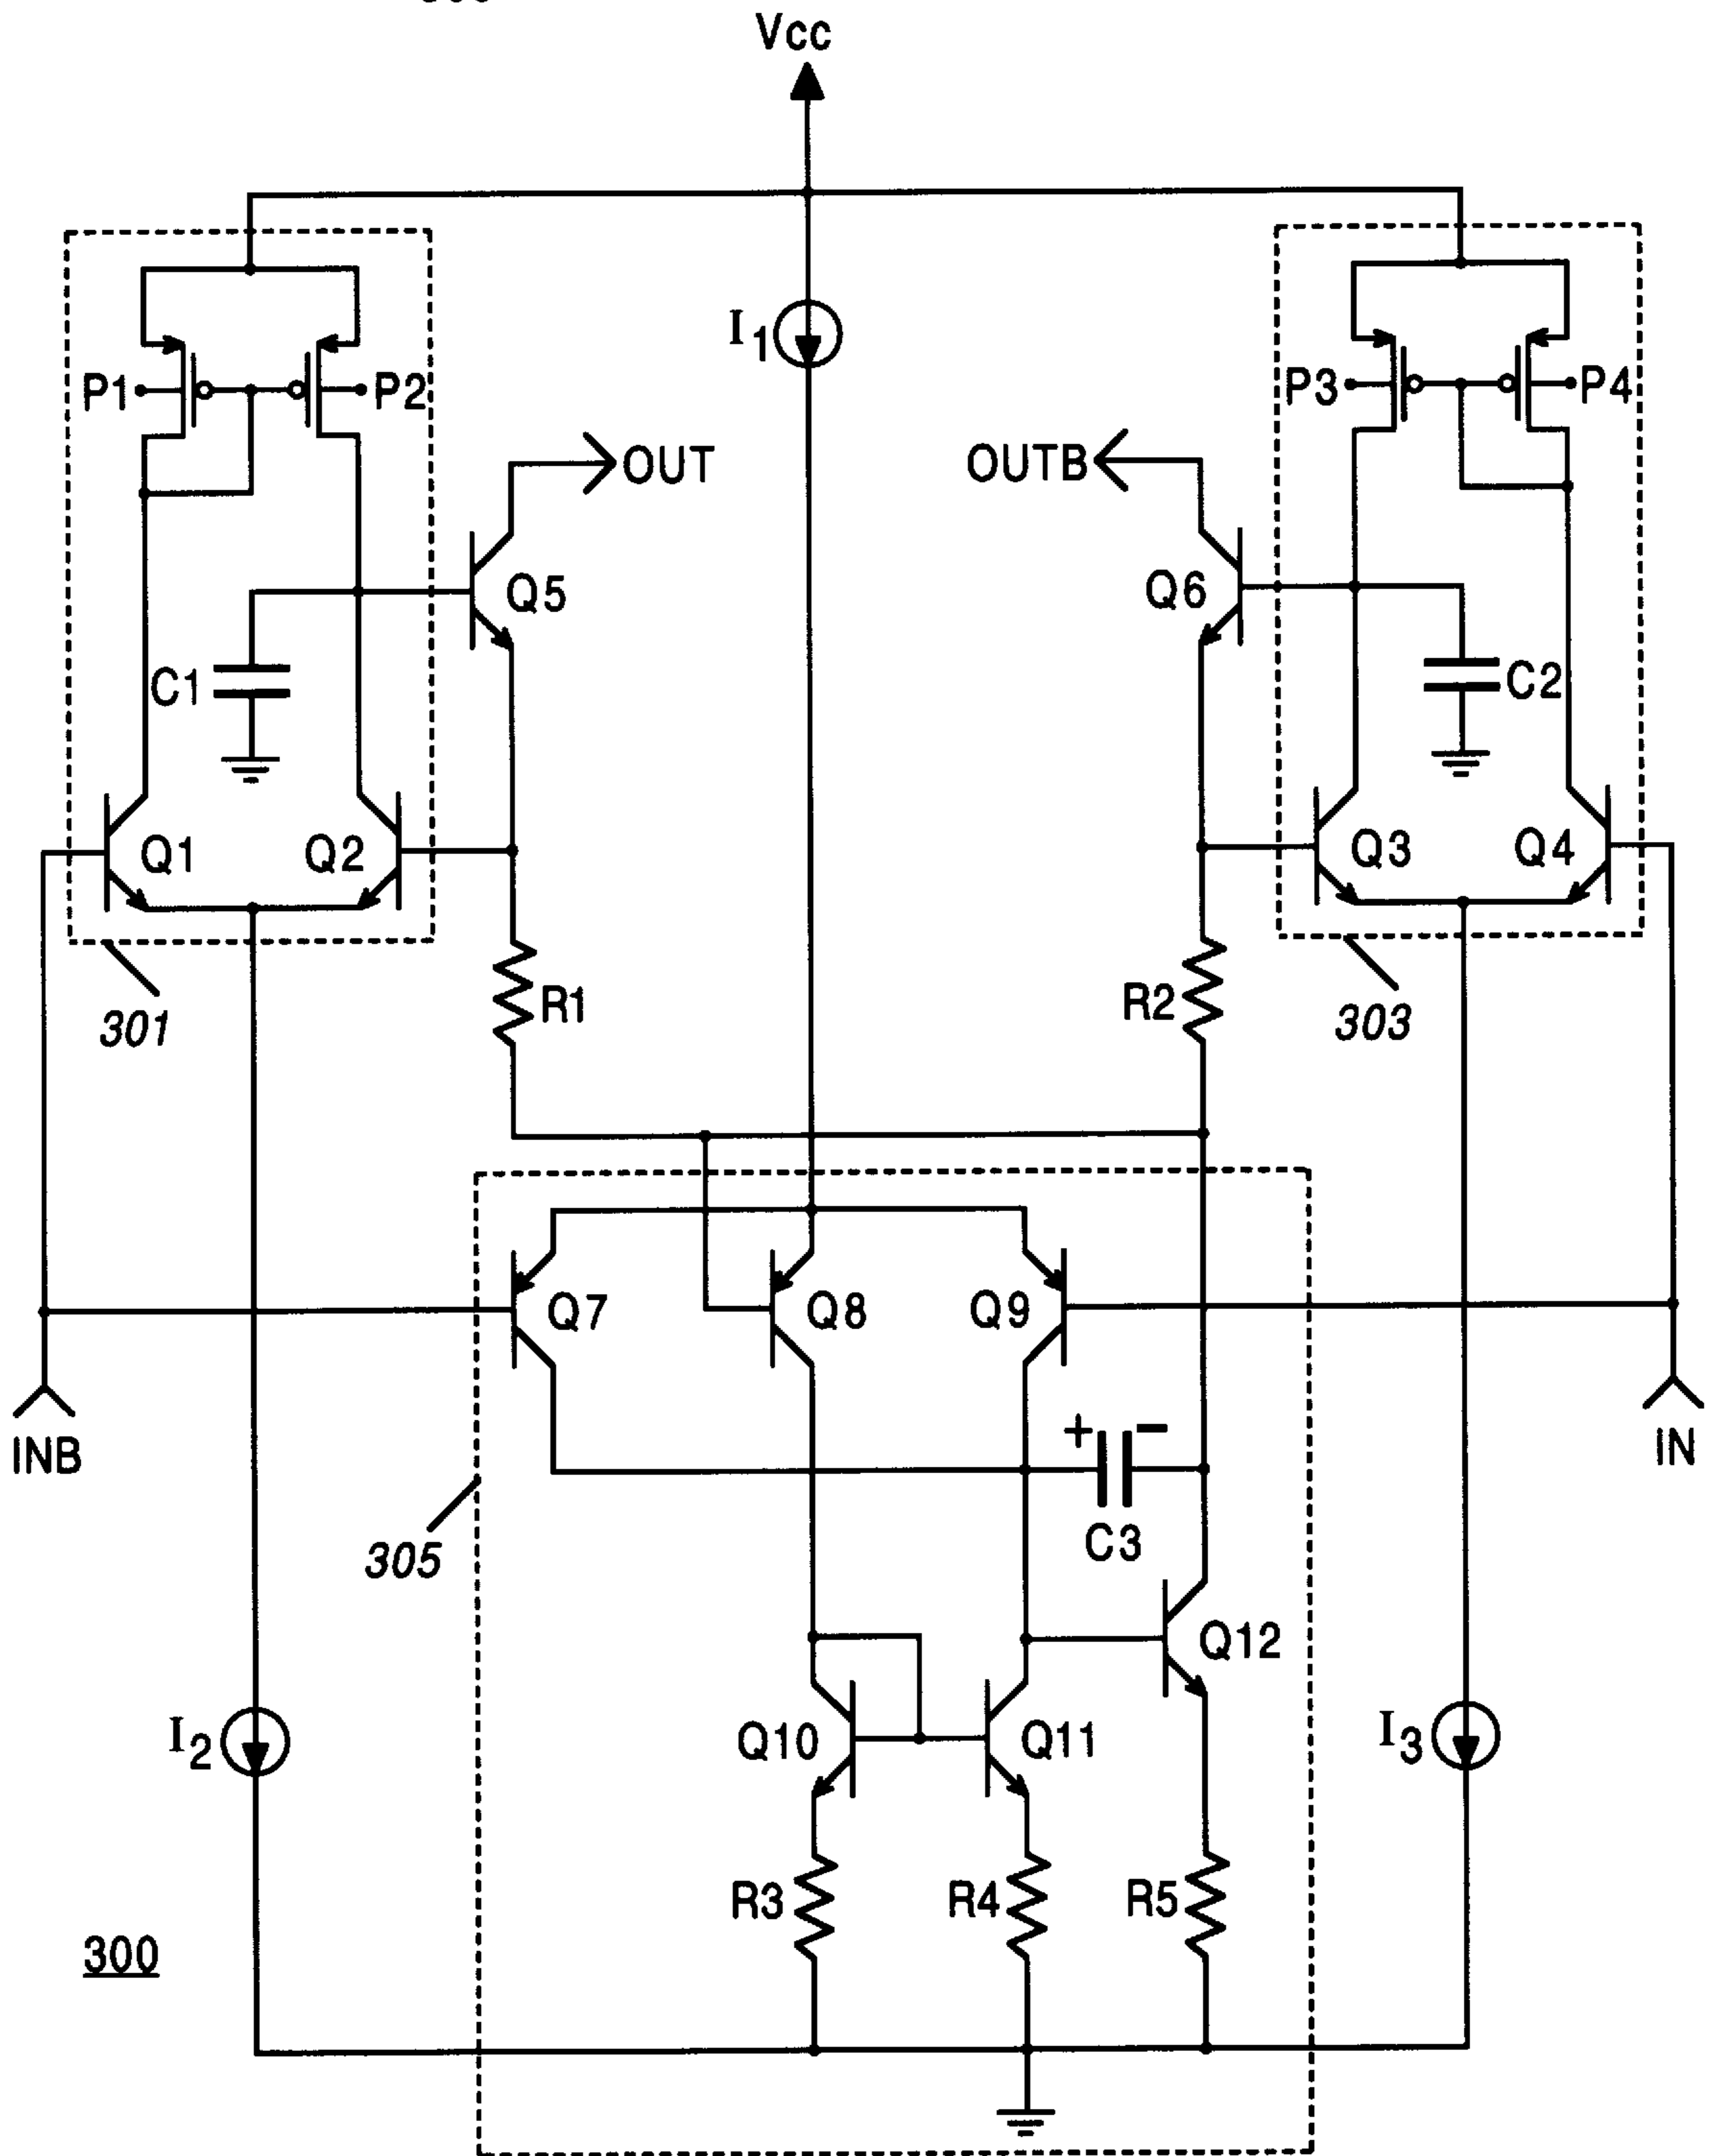 Vcc
I1
P1
P2
P3
P4
OUT
OUTB
Q5
Q6
C1
C2
Q1
Q2
Q3
Q4
R1
R2
301
303
Q7
Q8
Q9
INB
+
-
IN
C3
305
Q12
Q10
Q11
I2
I3
R3
R4
R5
300